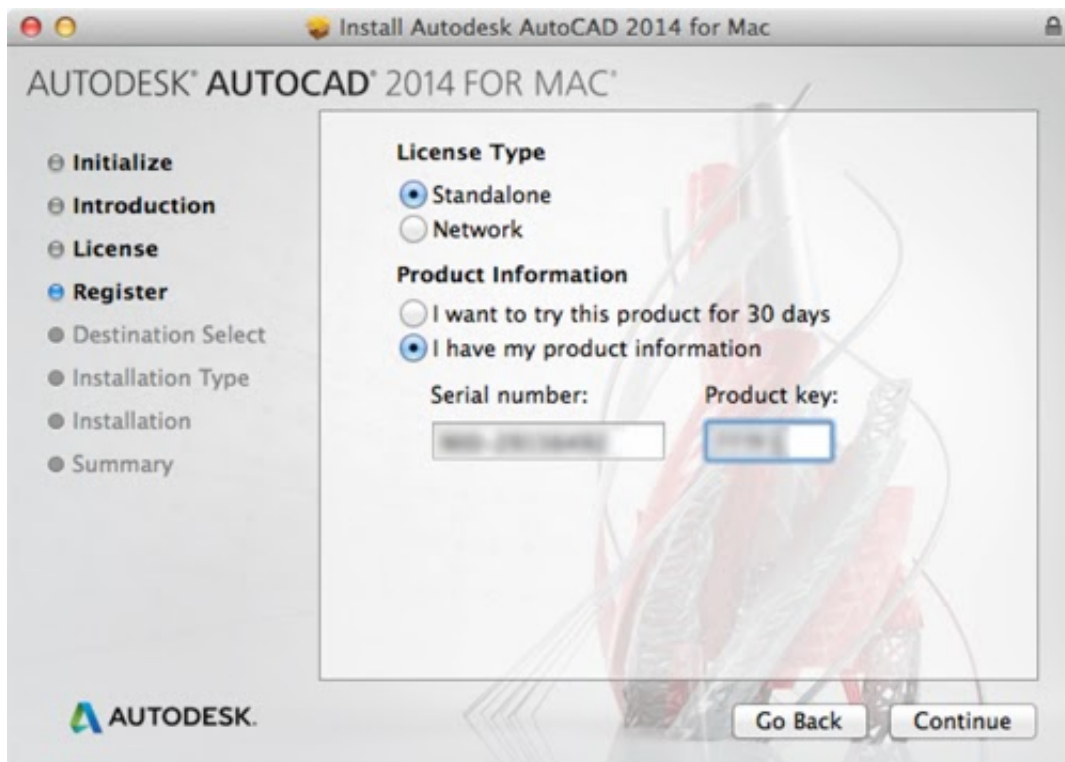 Install Autodesk AutoCAD 2014 for Mac
AUTODESK® AUTOCAD® 2014 FOR MAC®
Initialize
Introduction
License
Register
Destination Select
Installation Type
Installation
Summary
License Type
Standalone
Network
Product Information
I want to try this product for 30 days
I have my product information
Serial number: Product key:
AUTODESK.
Go Back Continue